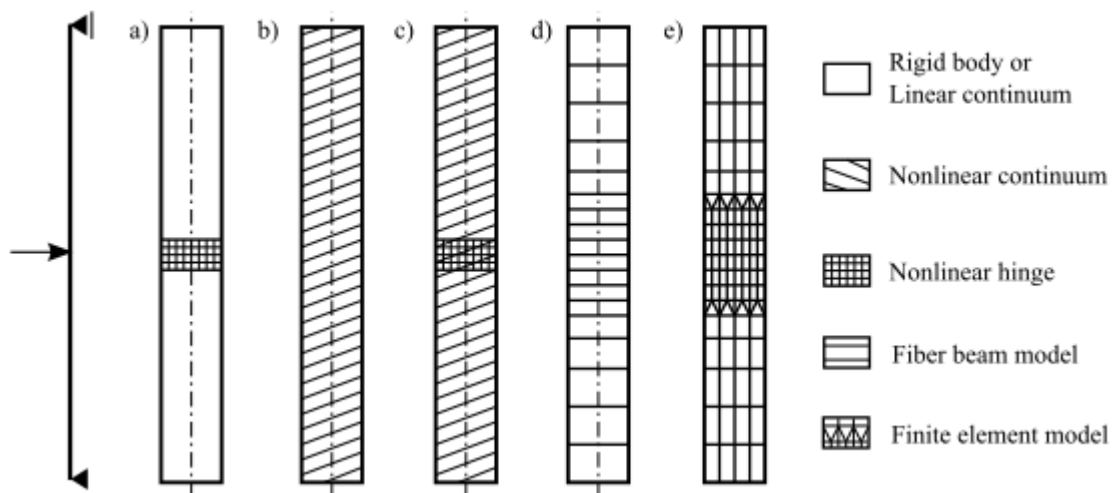 a)
b)
c)
d)
e)
Rigid body or
Linear continuum
Nonlinear continuum
Nonlinear hinge
Fiber beam model
Finite element model